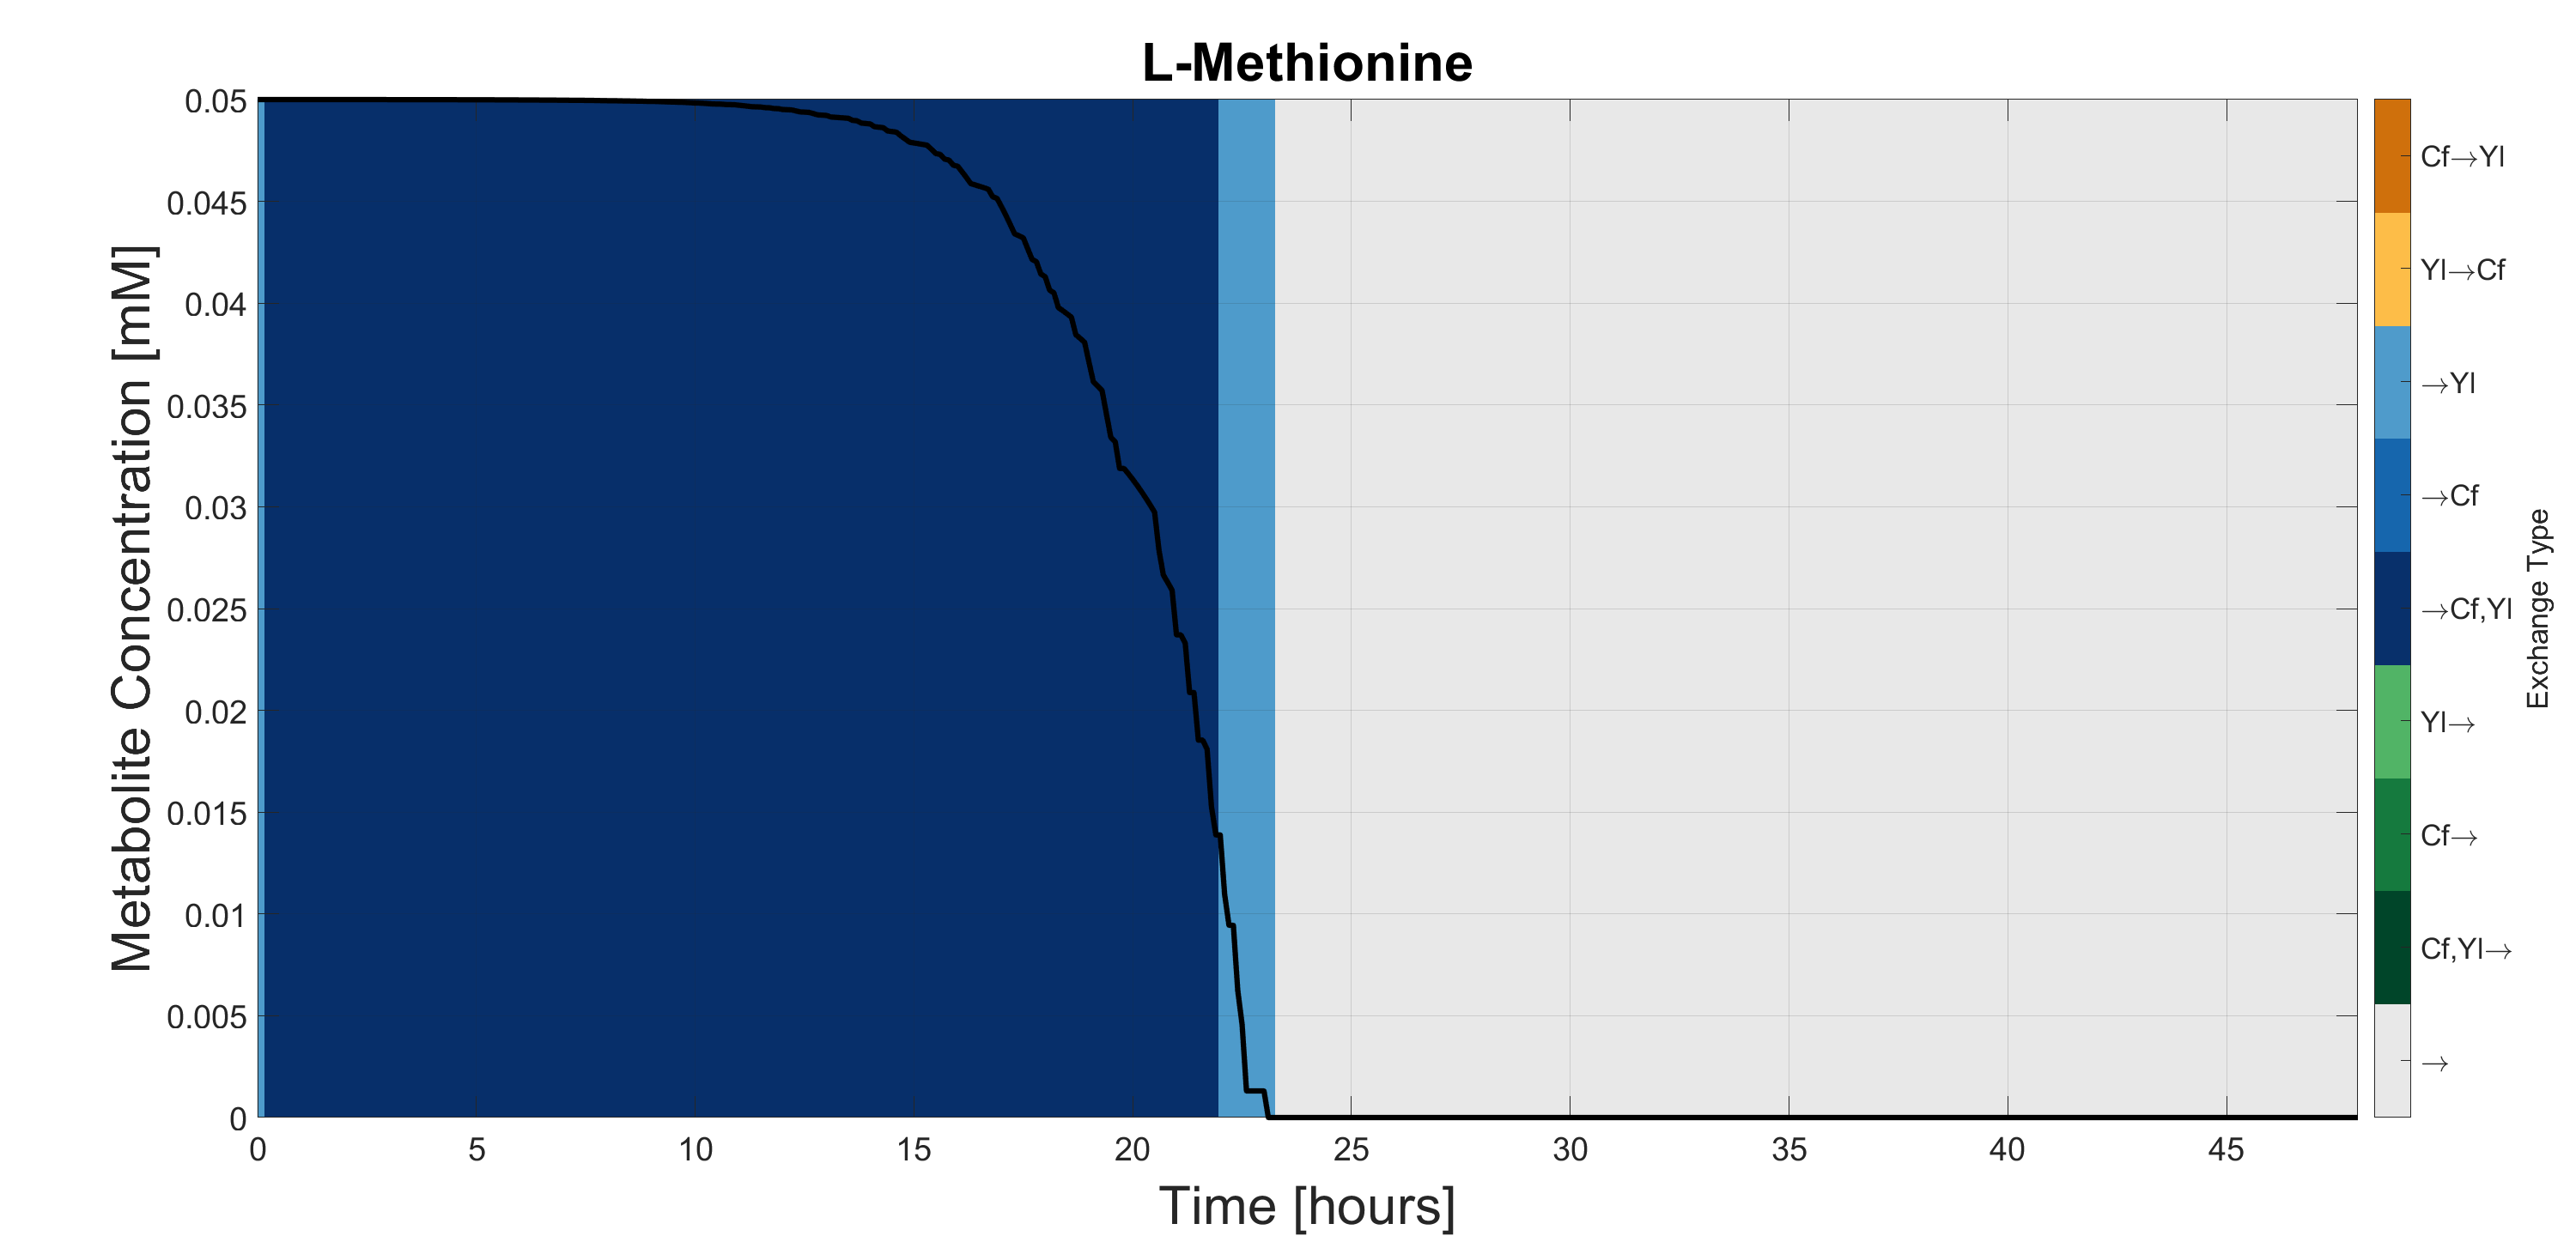 L-Methionine
Metabolite Concentration [mM]
0.05
0.045
0.04
0.035
0.03
0.025
0.02
0.015
0.01
0.005
0
0 5 10 15 20 25 30 35 40 45
Time [hours]
Cf→Yl
Yl→Cf
→Yl
→Cf
→Cf,Yl
Yl→
Cf→
Cf,Yl→
→
Exchange Type